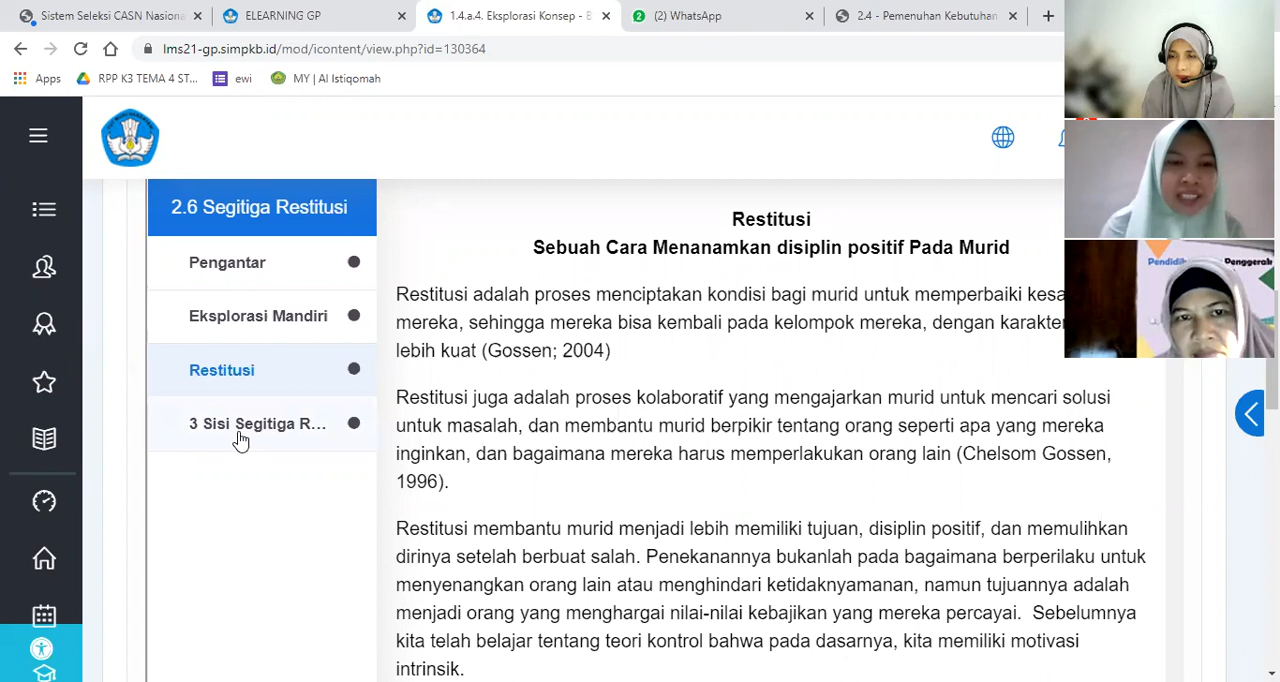 Sistem Seleksi CASN Nasiona
ELEARNING GP
1.4.a.4. Eksplorasi Konsep - B
(2) WhatsApp
2.4 - Pemenuhan Kebutuhan
lms21-gp.simpkb.id/mod/icontent/view.php?id=130364
Apps
RPP K3 TEMA 4 ST...
ewi
MY | Al Istiqomah
2.6 Segitiga Restitusi
Pengantar
Eksplorasi Mandiri
Restitusi
3 Sisi Segitiga R...
Restitusi
Sebuah Cara Menanamkan disiplin positif Pada Murid
Restitusi adalah proses menciptakan kondisi bagi murid untuk memperbaiki kesa
mereka, sehingga mereka bisa kembali pada kelompok mereka, dengan karakte
lebih kuat (Gossen; 2004)
Restitusi juga adalah proses kolaboratif yang mengajarkan murid untuk mencari solusi
untuk masalah, dan membantu murid berpikir tentang orang seperti apa yang mereka
inginkan, dan bagaimana mereka harus memperlakukan orang lain (Chelsom Gossen,
1996).
Restitusi membantu murid menjadi lebih memiliki tujuan, disiplin positif, dan memulihkan
dirinya setelah berbuat salah. Penekanannya bukanlah pada bagaimana berperilaku untuk
menyenangkan orang lain atau menghindari ketidaknyamanan, namun tujuannya adalah
menjadi orang yang menghargai nilai-nilai kebajikan yang mereka percayai.  Sebelumnya
kita telah belajar tentang teori kontrol bahwa pada dasarnya, kita memiliki motivasi
intrinsik.
Pendidik
Penggerak